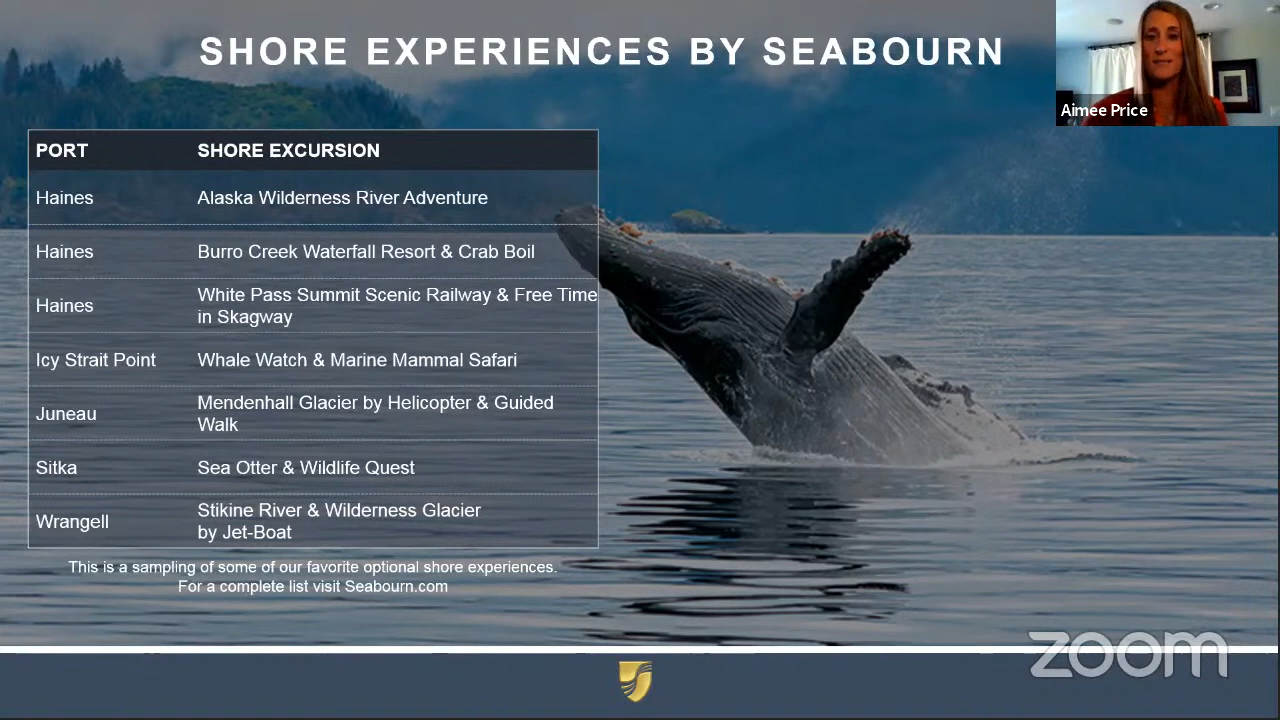 SHORE EXPERIENCES BY SEABOURN
Aimee Price
PORT SHORE EXCURSION
Haines Alaska Wilderness River Adventure
Haines Burro Creek Waterfall Resort & Crab Boil
Haines White Pass Summit Scenic Railway & Free Time
in Skagway
Icy Strait Point Whale Watch & Marine Mammal Safari
Juneau Mendenhall Glacier by Helicopter & Guided
Walk
Sitka Sea Otter & Wildlife Quest
Wrangell Stikine River & Wilderness Glacier
by Jet-Boat
This is a sampling of some of our favorite optional shore experiences.
For a complete list visit Seabourn.com
zoom